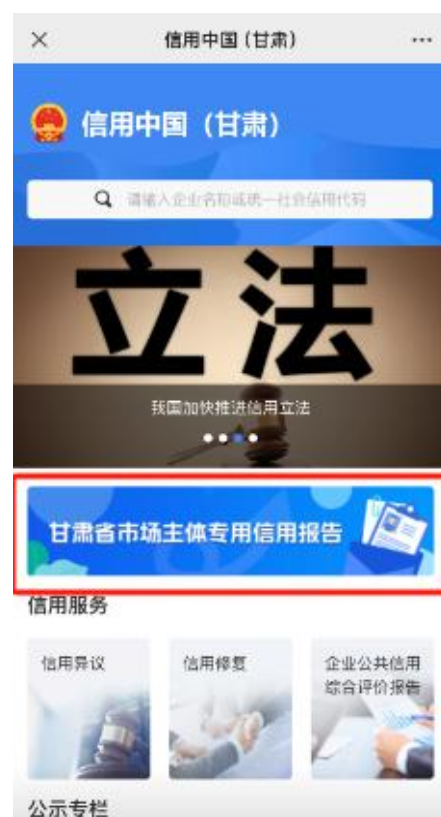 信用中国(甘肃)
信用中国（甘肃）
请输入企业名称或统一社会信用代码
立法
我国加快推进信用立法
甘肃省市场主体专用信用报告
信用服务
信用异议
信用修复
企业公共信用
综合评价报告
公示专栏